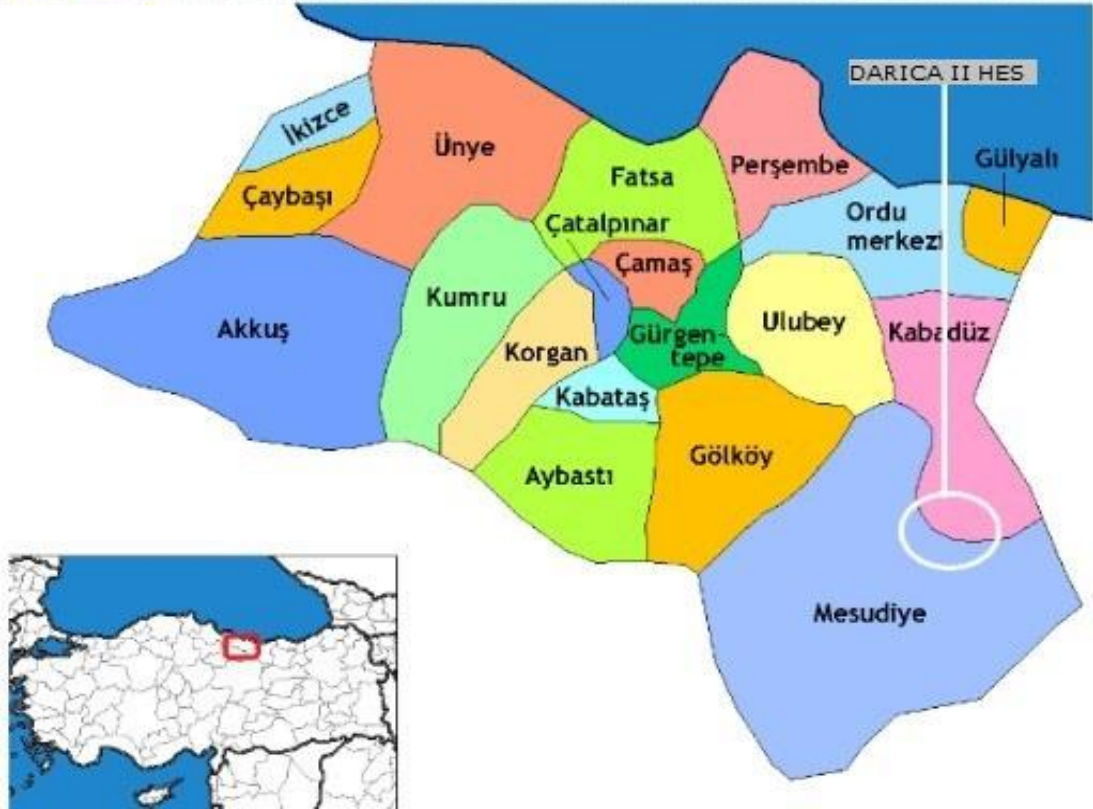 DARICA II HES
İkizce
Ünye
Perşembe
Gülyalı
Fatsa
Çaybaşı
Ordu
merkezi
Çatalpınar
Çamaş
Kumru
Akkuş
Ulubey
Kabadüz
Gürgen-
tepe
Korgan
Kabataş
Gölköy
Aybastı
Mesudiye